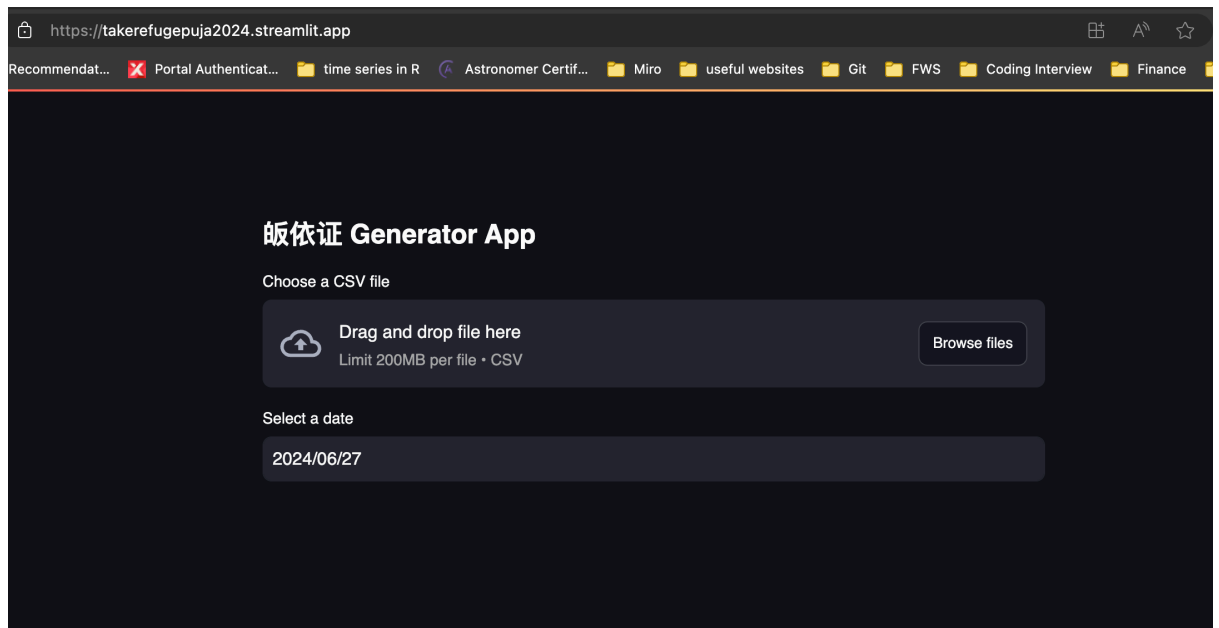 https://takerefugepuja2024.streamlit.app
Recommendat... Portal Authenticat... time series in R Astronomer Certif... Miro useful websites Git FWS Coding Interview Finance
皈依证 Generator App
Choose a CSV file
Drag and drop file here
Limit 200MB per file • CSV
Browse files
Select a date
2024/06/27